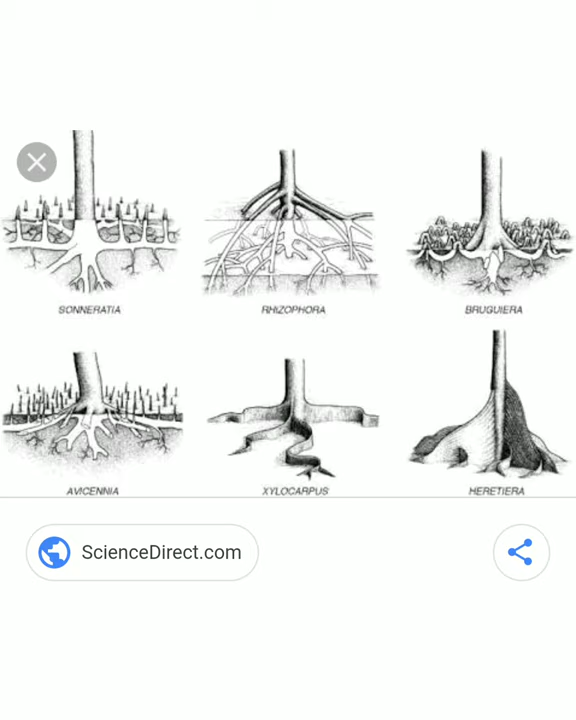 SONNERATIA
RHIZOPHORA
BRUGUIERA
AVICENNIA
XYLOCARPUS
HERETIERA
ScienceDirect.com